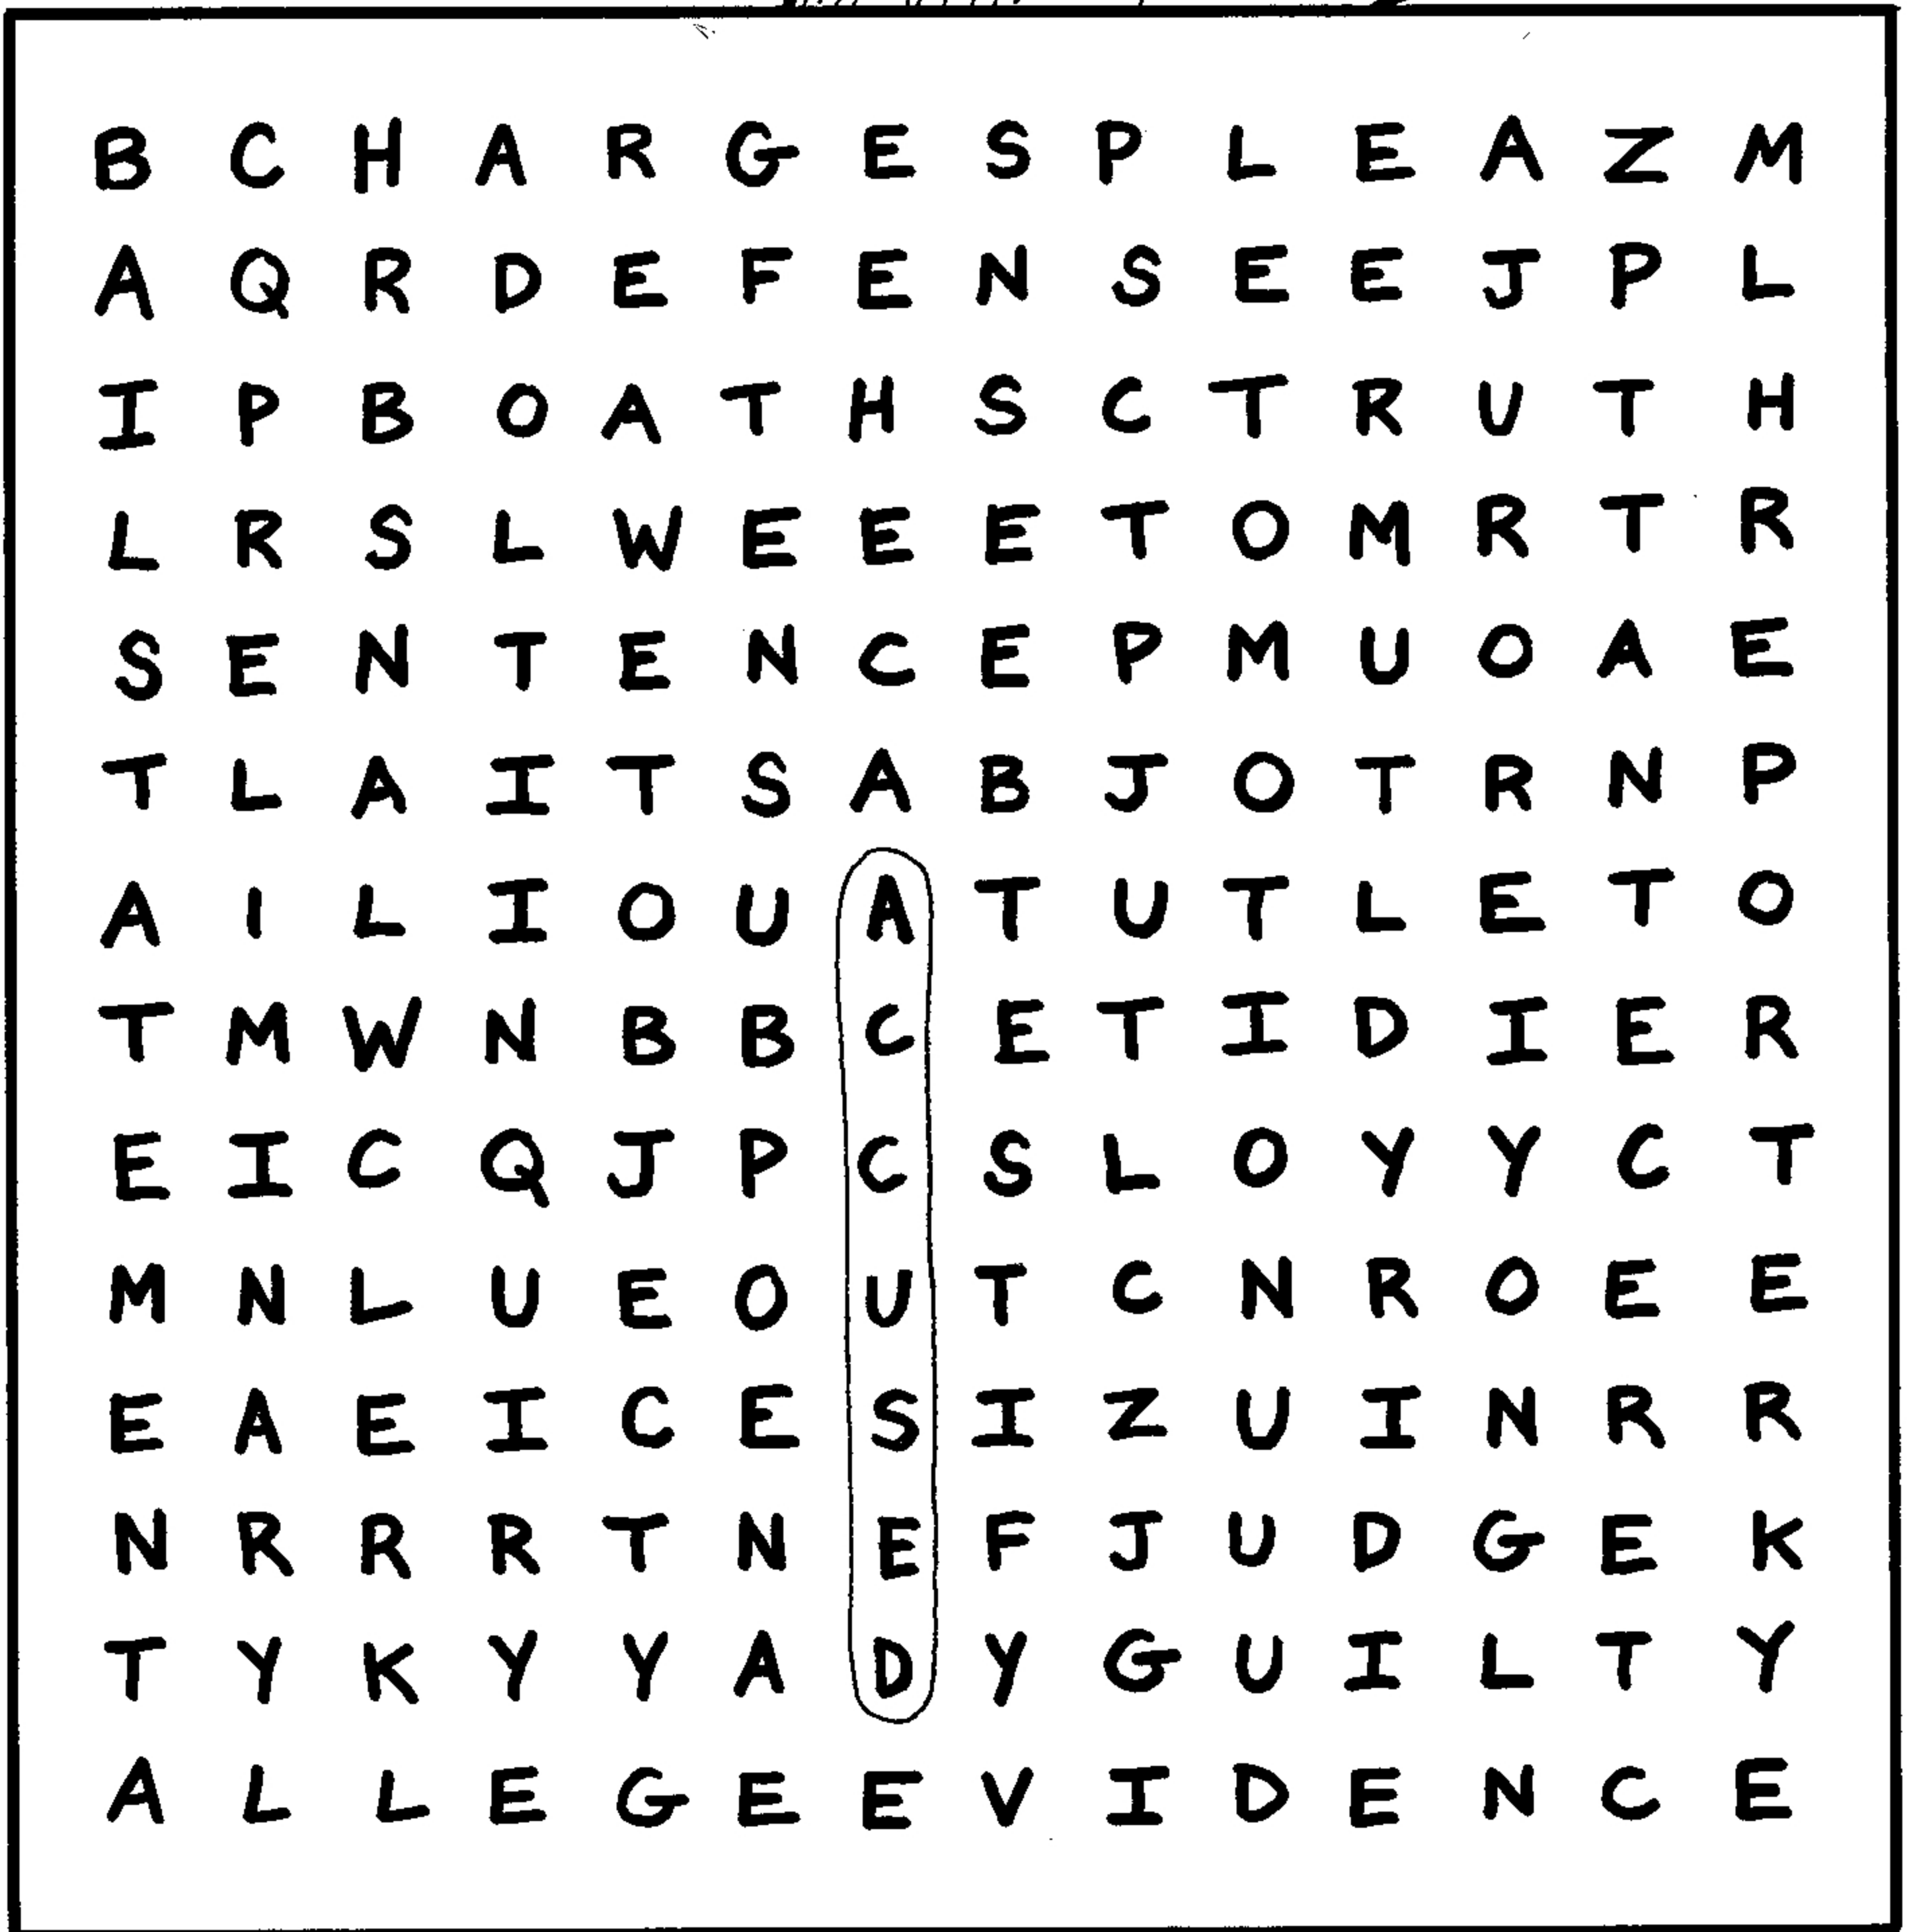 B C H A R G E S P L E A Z M
A Q R D E F E N S E E J P L
I P B O A T H S C T R U T H
L R S L W E E E T O M R T R
S E N T E N C E P M U O A E
T L A I T S A B J O T R N P
A I L I O U A T U T L E T O
T M W N B B C E T I D I E R
E I C Q J P C S L O Y Y C T
M N L U E O U T C N R O E E
E A E I C E S I Z U I N R R
N R R R T N E F J U D G E K
T Y K Y Y A D Y G U I L T Y
A L L E G E E V I D E N C E